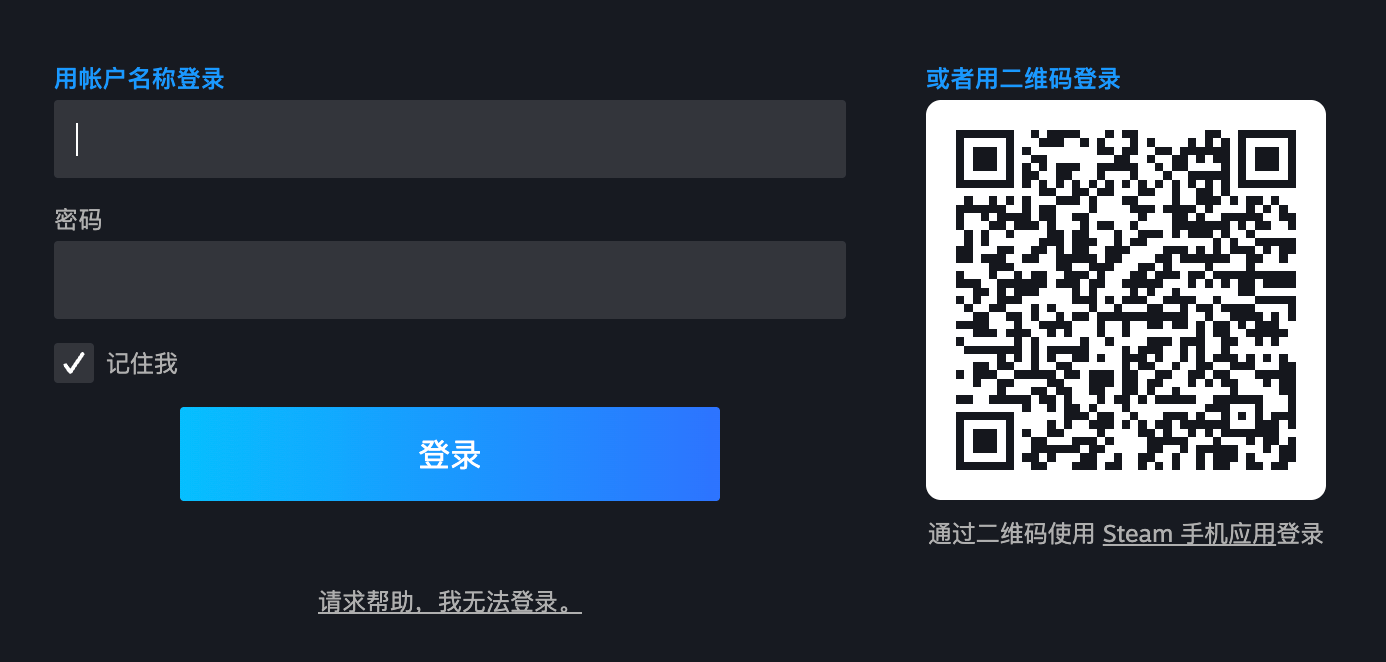 用帐户名称登录
密码
记住我
登录
请求帮助，我无法登录。
或者用二维码登录
通过二维码使用 Steam 手机应用登录